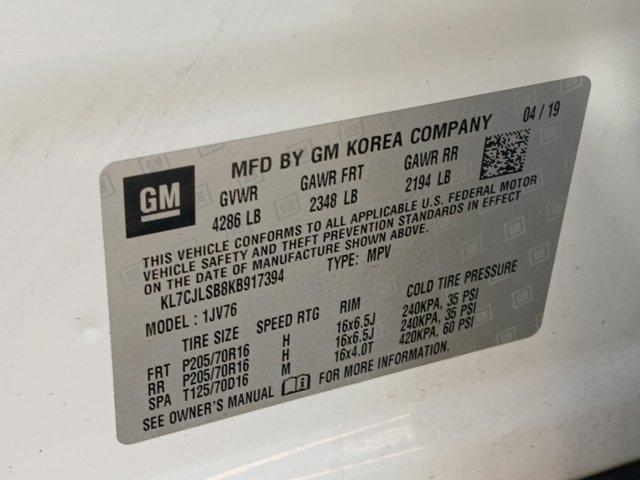 04 / 19
GM
MFD BY GM KOREA COMPANY
GVWR GAWR FRT GAWR RR
4286 LB 2348 LB 2194 LB
THIS VEHICLE CONFORMS TO ALL APPLICABLE U.S. FEDERAL MOTOR
VEHICLE SAFETY AND THEFT PREVENTION STANDARDS IN EFFECT
ON THE DATE OF MANUFACTURE SHOWN ABOVE.
KL7CJLSB8KB917394 TYPE: MPV
MODEL : 1JV76
TIRE SIZE SPEED RTG RIM COLD TIRE PRESSURE
FRT P205/70R16 H 16x6.5J 240KPA, 35 PSI
RR P205/70R16 H 16x6.5J 240KPA, 35 PSI
SPA T125/70D16 M 16x4.0T 420KPA, 60 PSI
SEE OWNER'S MANUAL FOR MORE INFORMATION.